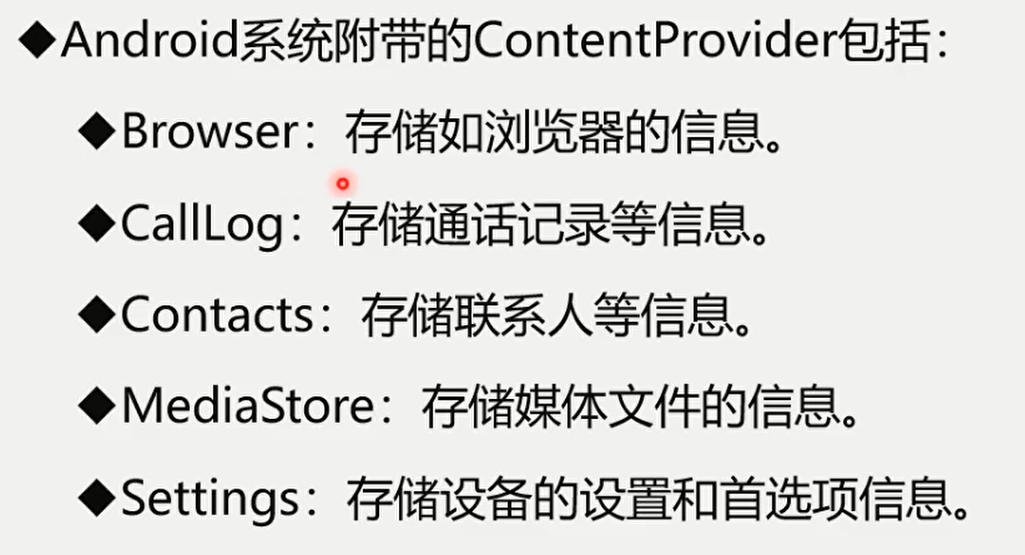 ◆Android系统附带的ContentProvider包括：
◆Browser：存储如浏览器的信息。
◆CallLog：存储通话记录等信息。
◆Contacts：存储联系人等信息。
◆MediaStore：存储媒体文件的信息。
◆Settings：存储设备的设置和首选项信息。